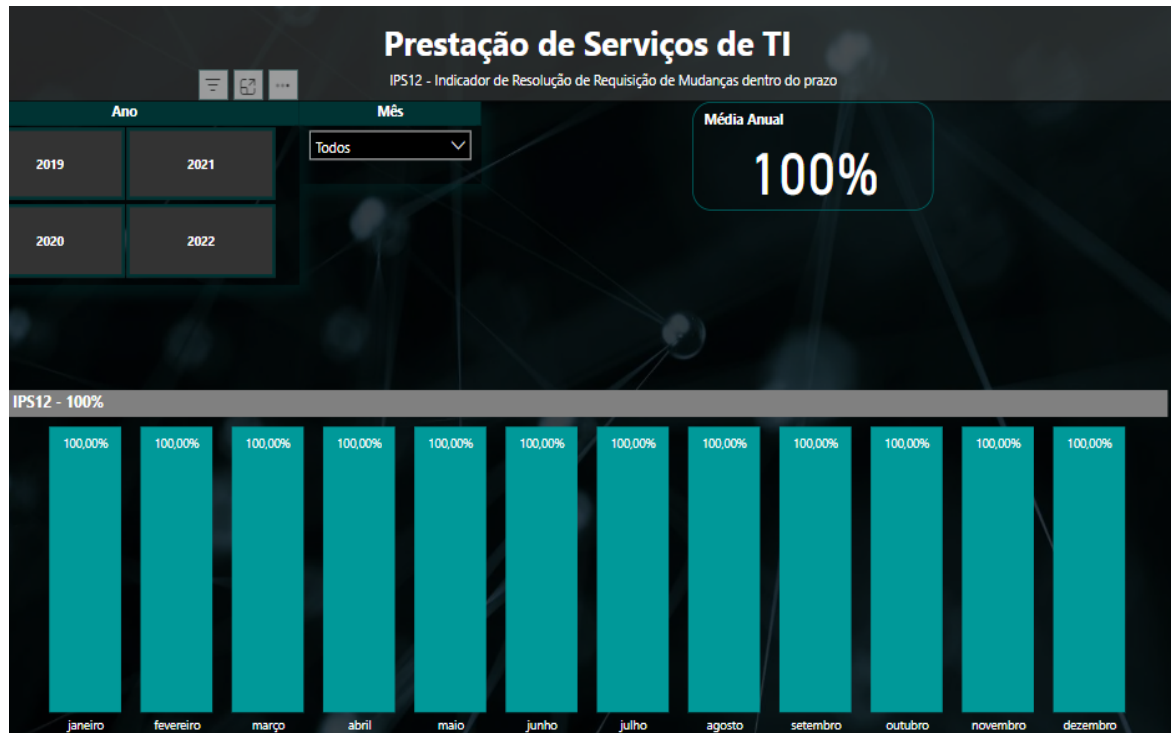 Prestação de Serviços de TI
IPS12 - Indicador de Resolução de Requisição de Mudanças dentro do prazo
Ano
Mês
Média Anual
2019
2021
Todos
100%
2020
2022
IPS12 - 100%
100,00% 100,00% 100,00% 100,00% 100,00% 100,00% 100,00% 100,00% 100,00% 100,00% 100,00% 100,00%
janeiro fevereiro março abril maio junho julho agosto setembro outubro novembro dezembro